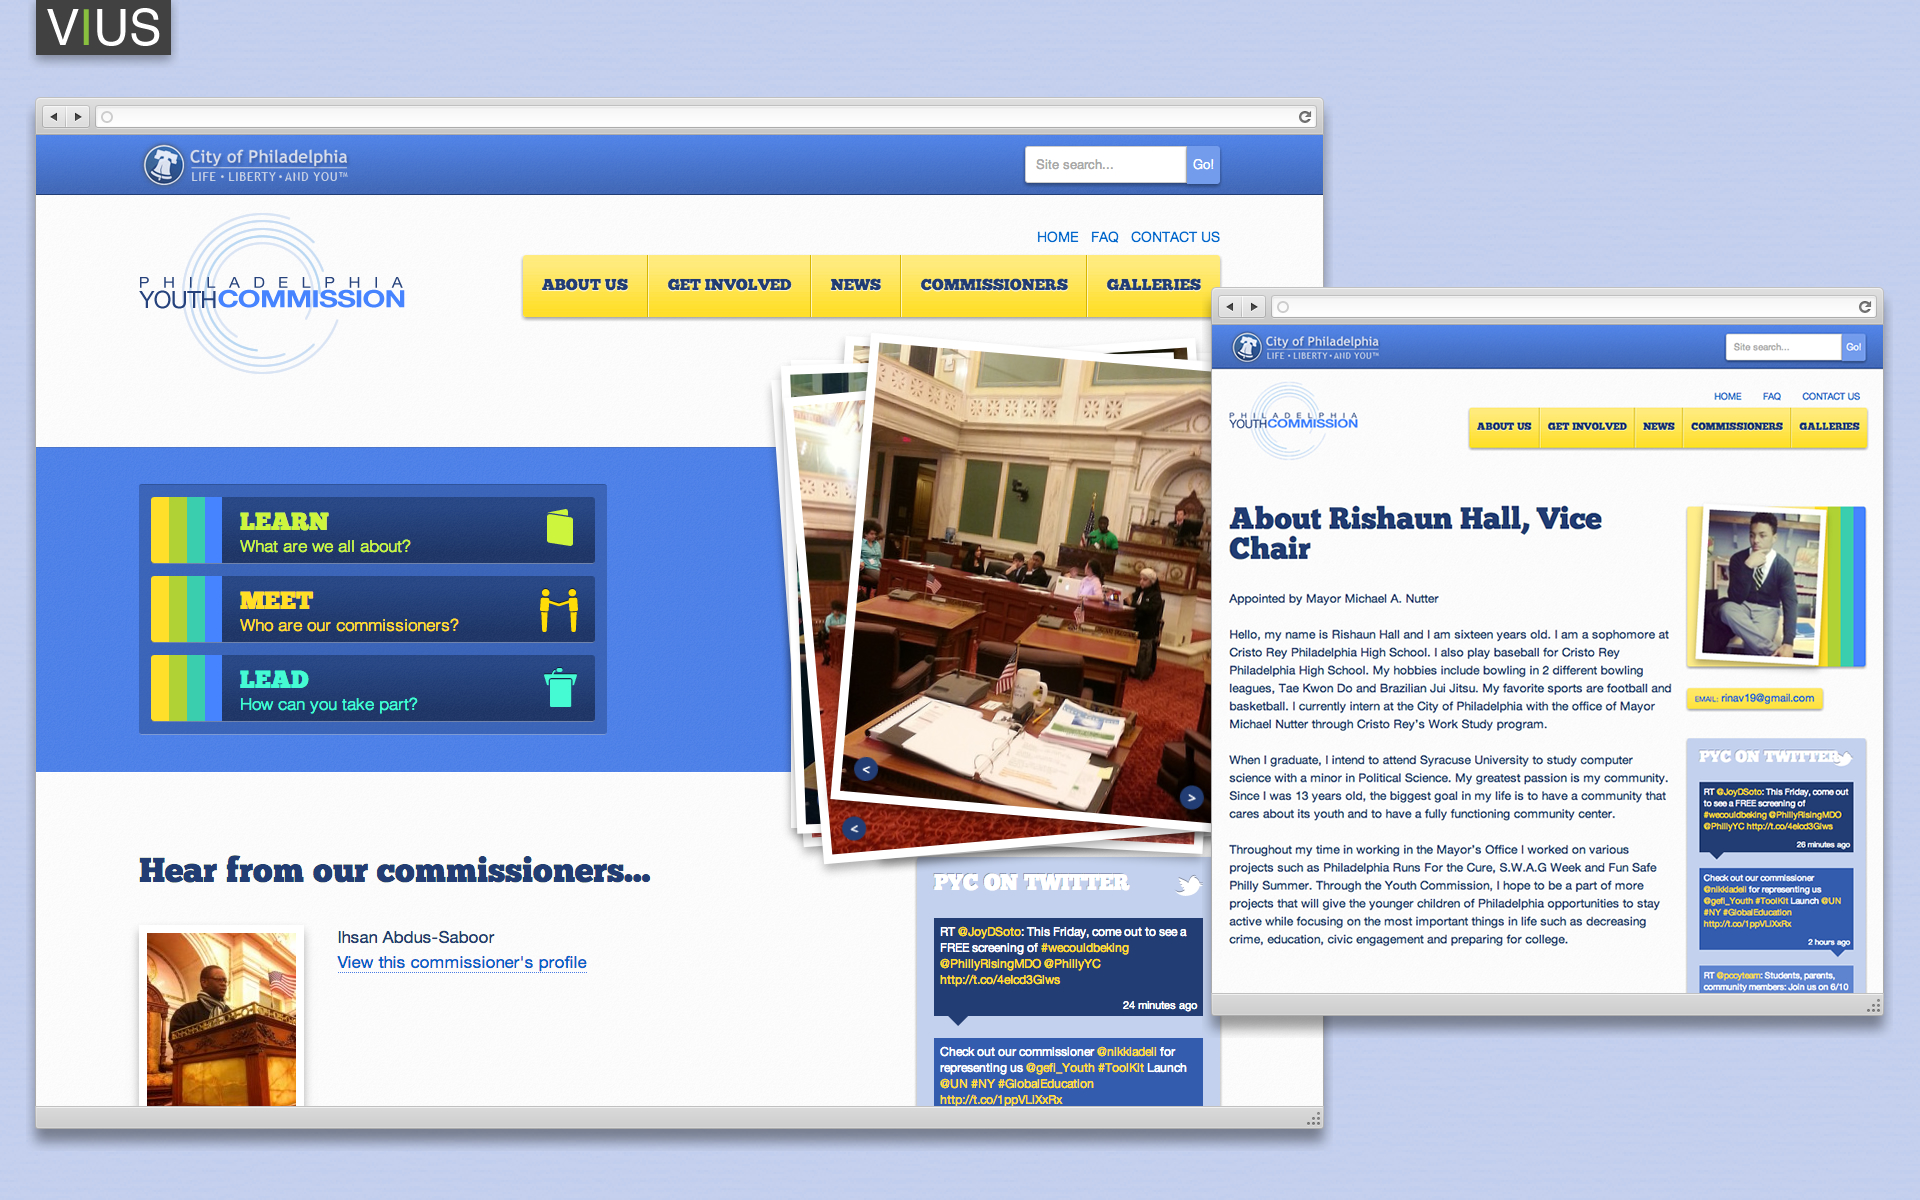 VIUS
City of Philadelphia
LIFE • LIBERTY • AND YOU™
Site search...
Go!
HOME FAQ CONTACT US
PHILADELPHIA
YOUTHCOMMISSION
ABOUT US GET INVOLVED NEWS COMMISSIONERS GALLERIES
LEARN
What are we all about?
MEET
Who are our commissioners?
LEAD
How can you take part?
<
>
<
Hear from our commissioners...
Ihsan Abdus-Saboor
View this commissioner's profile
PYC ON TWITTER
RT @JoyDSoto: This Friday, come out to see a
FREE screening of #wecouldbeking
@PhillyRisingMDO @PhillyYC
http://t.co/4elcd3Glws
24 minutes ago
Check out our commissioner @nikkiadeli for
representing us @gefi_Youth #ToolKit Launch
@UN #NY #GlobalEducation
http://t.co/1ppVLiXxRx
City of Philadelphia
LIFE • LIBERTY • AND YOU™
Site search...
Go!
HOME FAQ CONTACT US
PHILADELPHIA
YOUTHCOMMISSION
ABOUT US GET INVOLVED NEWS COMMISSIONERS GALLERIES
About Rishaun Hall, Vice
Chair
Appointed by Mayor Michael A. Nutter
Hello, my name is Rishaun Hall and I am sixteen years old. I am a sophomore at
Cristo Rey Philadelphia High School. I also play baseball for Cristo Rey
Philadelphia High School. My hobbies include bowling in 2 different bowling
leagues, Tae Kwon Do and Brazilian Jui Jitsu. My favorite sports are football and
basketball. I currently intern at the City of Philadelphia with the office of Mayor
Michael Nutter through Cristo Rey's Work Study program.
When I graduate, I intend to attend Syracuse University to study computer
science with a minor in Political Science. My greatest passion is my community.
Since I was 13 years old, the biggest goal in my life is to have a community that
cares about its youth and to have a fully functioning community center.
Throughout my time in working in the Mayor's Office I worked on various
projects such as Philadelphia Runs For the Cure, S.W.A.G Week and Fun Safe
Philly Summer. Through the Youth Commission, I hope to be a part of more
projects that will give the younger children of Philadelphia opportunities to stay
active while focusing on the most important things in life such as decreasing
crime, education, civic engagement and preparing for college.
EMAIL: rinav19@gmail.com
PYC ON TWITTER
RT @JoyDSoto: This Friday, come out
to see a FREE screening of
#wecouldbeking @PhillyRisingMDO
@PhillyYC http://t.co/4elcd3Glws
26 minutes ago
Check out our commissioner
@nikkiadeli for representing us
@gefi_Youth #ToolKit Launch @UN
#NY #GlobalEducation
http://t.co/1ppVLiXxRx
2 hours ago
RT @pccyteam: Students, parents,
community members: Join us on 6/10